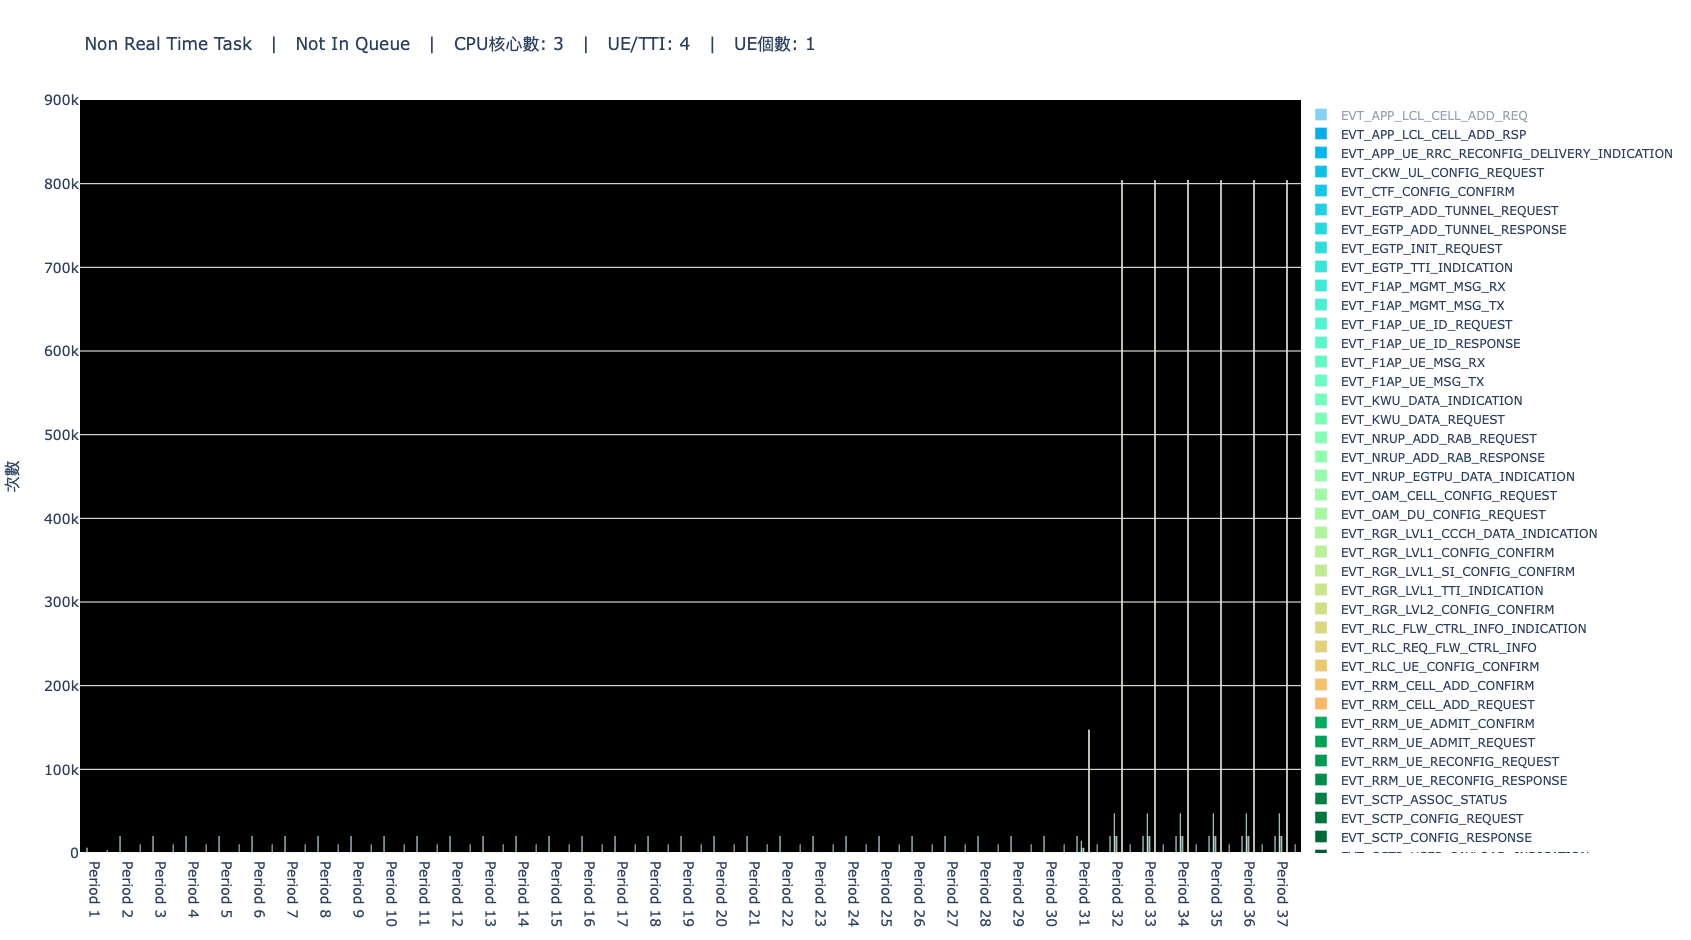 Non Real Time Task | Not In Queue | CPU核心數: 3 | UE/TTI: 4 | UE個數: 1
900k
800k
700k
600k
500k
400k
300k
200k
100k
0
次數
Period 1
Period 2
Period 3
Period 4
Period 5
Period 6
Period 7
Period 8
Period 9
Period 10
Period 11
Period 12
Period 13
Period 14
Period 15
Period 16
Period 17
Period 18
Period 19
Period 20
Period 21
Period 22
Period 23
Period 24
Period 25
Period 26
Period 27
Period 28
Period 29
Period 30
Period 31
Period 32
Period 33
Period 34
Period 35
Period 36
Period 37
EVT_APP_LCL_CELL_ADD_REQ
EVT_APP_LCL_CELL_ADD_RSP
EVT_APP_UE_RRC_RECONFIG_DELIVERY_INDICATION
EVT_CKW_UL_CONFIG_REQUEST
EVT_CTF_CONFIG_CONFIRM
EVT_EGTP_ADD_TUNNEL_REQUEST
EVT_EGTP_ADD_TUNNEL_RESPONSE
EVT_EGTP_INIT_REQUEST
EVT_EGTP_TTI_INDICATION
EVT_F1AP_MGMT_MSG_RX
EVT_F1AP_MGMT_MSG_TX
EVT_F1AP_UE_ID_REQUEST
EVT_F1AP_UE_ID_RESPONSE
EVT_F1AP_UE_MSG_RX
EVT_F1AP_UE_MSG_TX
EVT_KWU_DATA_INDICATION
EVT_KWU_DATA_REQUEST
EVT_NRUP_ADD_RAB_REQUEST
EVT_NRUP_ADD_RAB_RESPONSE
EVT_NRUP_EGTPU_DATA_INDICATION
EVT_OAM_CELL_CONFIG_REQUEST
EVT_OAM_DU_CONFIG_REQUEST
EVT_RGR_LVL1_CCCH_DATA_INDICATION
EVT_RGR_LVL1_CONFIG_CONFIRM
EVT_RGR_LVL1_SI_CONFIG_CONFIRM
EVT_RGR_LVL1_TTI_INDICATION
EVT_RGR_LVL2_CONFIG_CONFIRM
EVT_RLC_FLW_CTRL_INFO_INDICATION
EVT_RLC_REQ_FLW_CTRL_INFO
EVT_RLC_UE_CONFIG_CONFIRM
EVT_RRM_CELL_ADD_CONFIRM
EVT_RRM_CELL_ADD_REQUEST
EVT_RRM_UE_ADMIT_CONFIRM
EVT_RRM_UE_ADMIT_REQUEST
EVT_RRM_UE_RECONFIG_REQUEST
EVT_RRM_UE_RECONFIG_RESPONSE
EVT_SCTP_ASSOC_STATUS
EVT_SCTP_CONFIG_REQUEST
EVT_SCTP_CONFIG_RESPONSE